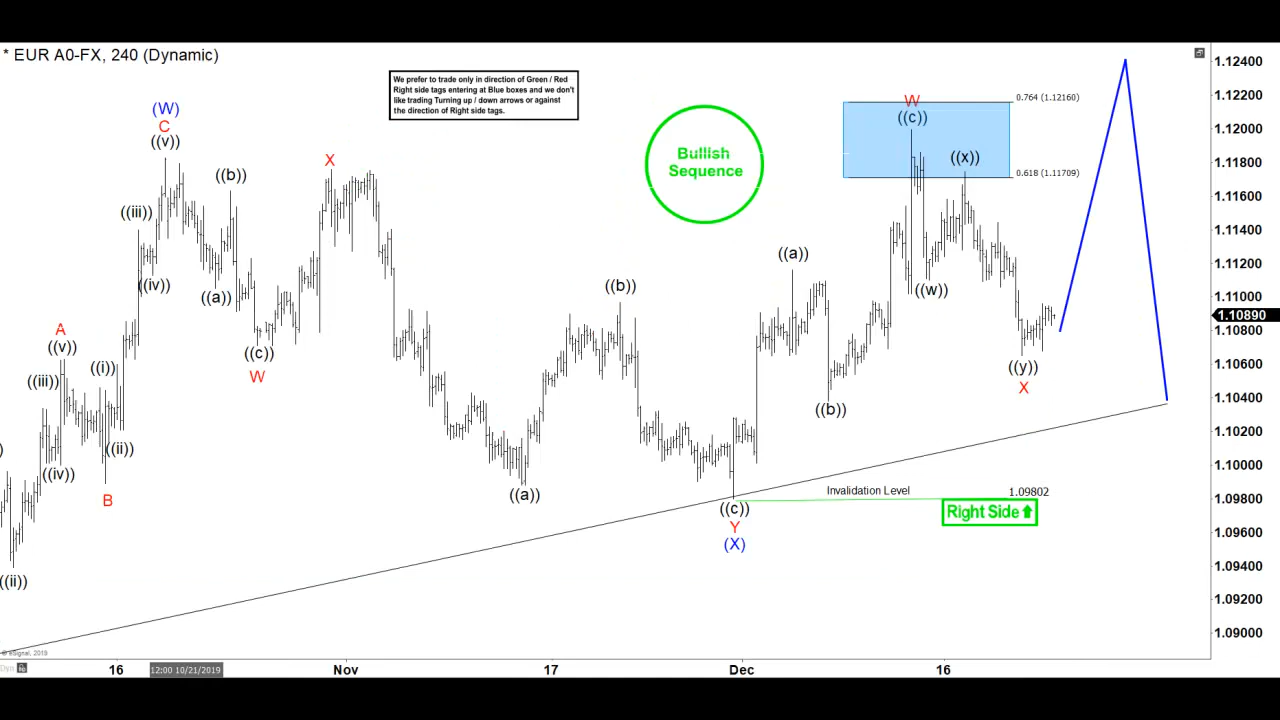 * EUR A0-FX, 240 (Dynamic)
We prefer to trade only in direction of Green / Red
Right side tags entering at Blue boxes and we don't
like trading Turning up / down arrows or against
the direction of Right side tags.
Bullish
Sequence
(W)
C
((v))
((iii))
((iv))
((b))
((a))
((c))
W
X
A
((v))
((iii))
((iv))
((i))
((ii))
B
((ii))
)
((a))
((b))
((c))
Y
(X)
((a))
((b))
W
((c))
((w))
((x))
((y))
X
0.764 (1.12160)
0.618 (1.11709)
Invalidation Level
1.09802
Right Side
1.12400
1.12200
1.12000
1.11800
1.11600
1.11400
1.11200
1.11000
1.10890
1.10800
1.10600
1.10400
1.10200
1.10000
1.09800
1.09600
1.09400
1.09200
1.09000
© eSignal, 2019
Dyn
16
12:00 10/21/2019
Nov
17
Dec
16